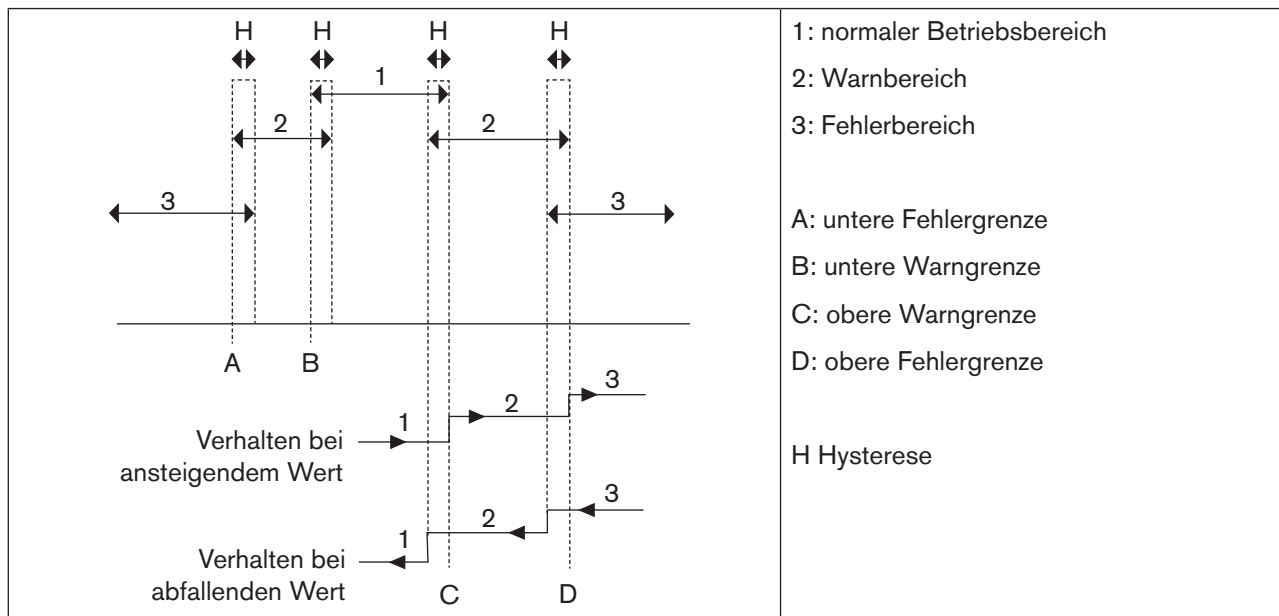 H H H H
1
2 2
3 3
A B
3
1 2
Verhalten bei
ansteigendem Wert
3
1 2
Verhalten bei
abfallenden Wert
C D
1: normaler Betriebsbereich
2: Warnbereich
3: Fehlerbereich
A: untere Fehlergrenze
B: untere Warngrenze
C: obere Warngrenze
D: obere Fehlergrenze
H Hysterese